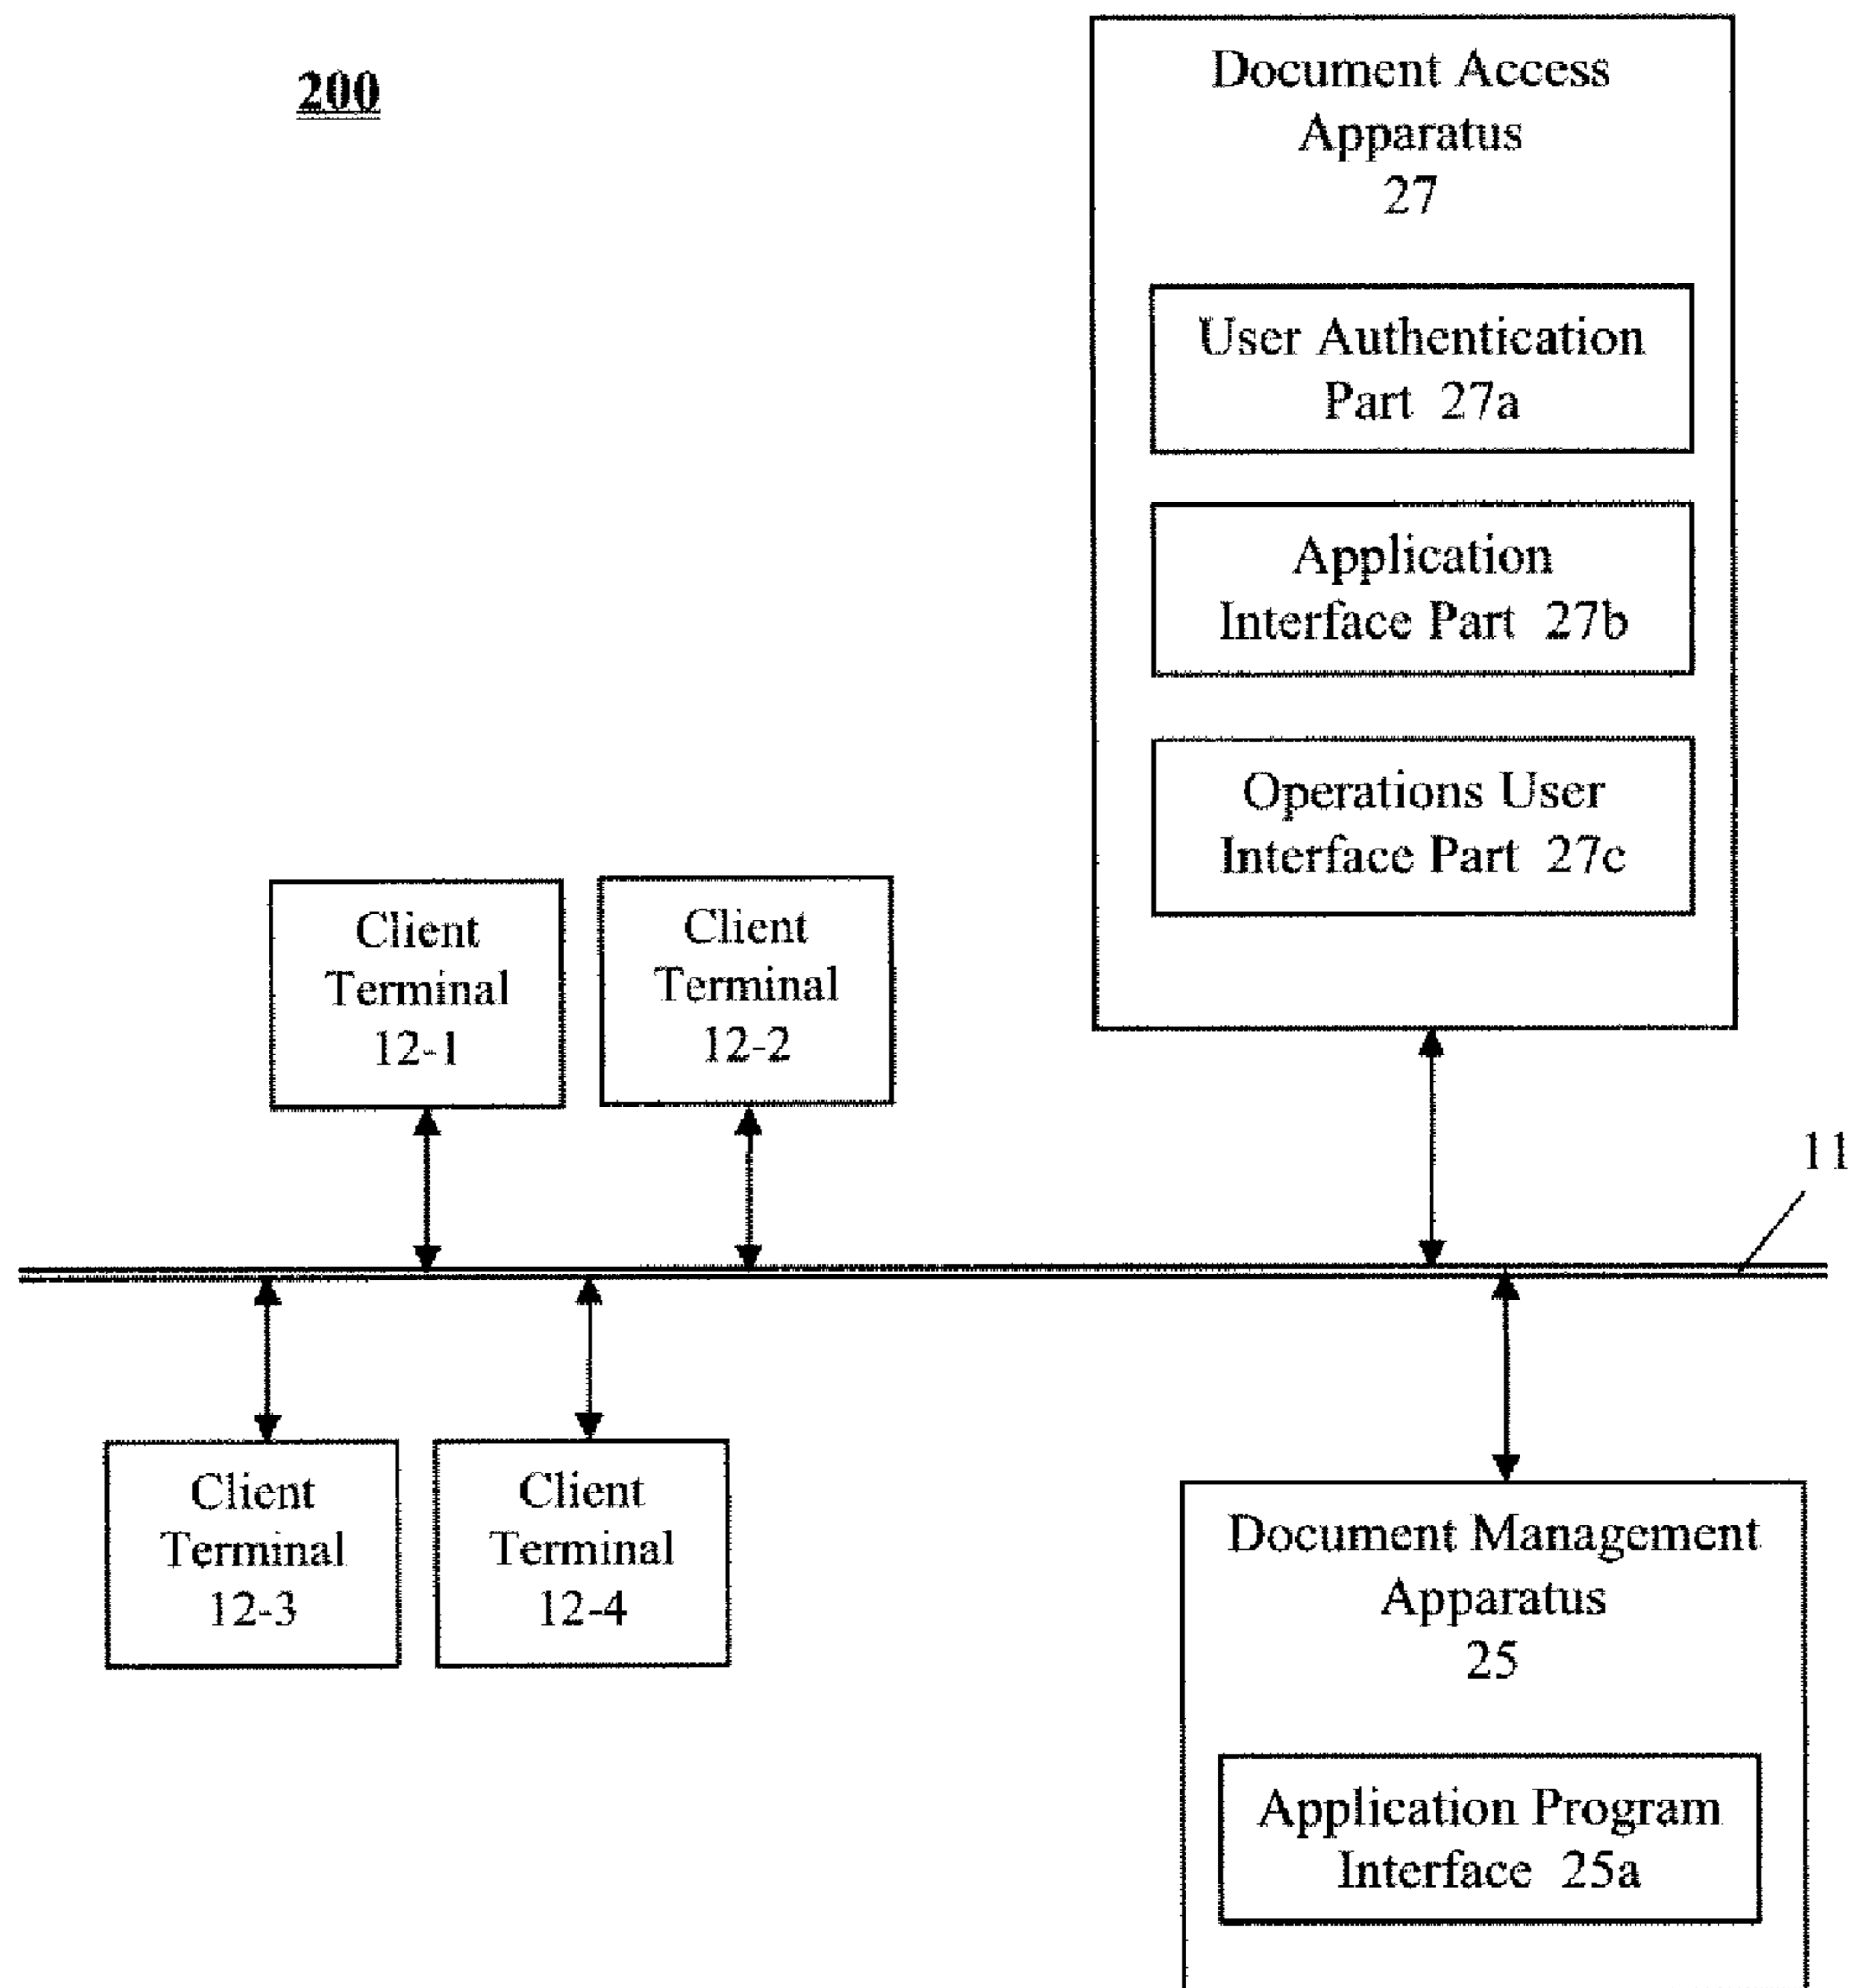 200
Document Access
Apparatus
27
User Authentication
Part 27a
Application
Interface Part 27b
Operations User
Interface Part 27c
Client
Terminal
12-1
Client
Terminal
12-2
11
Client
Terminal
12-3
Client
Terminal
12-4
Document Management
Apparatus
25
Application Program
Interface 25a